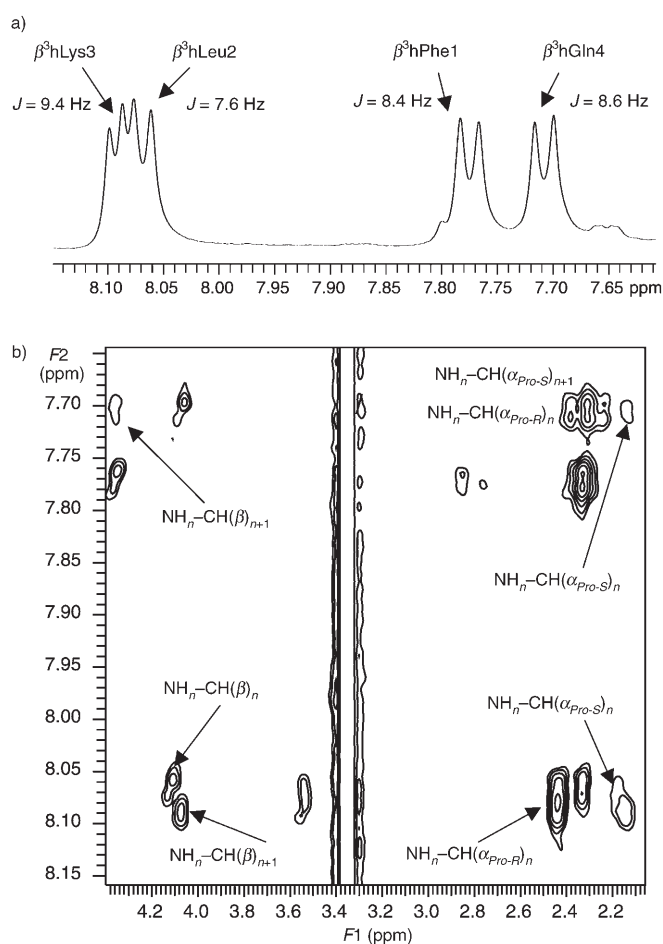 a)
β³hLys3 β³hLeu2 β³hPhe1 β³hGln4
J = 9.4 Hz J = 7.6 Hz J = 8.4 Hz J = 8.6 Hz
8.10 8.05 8.00 7.95 7.90 7.85 7.80 7.75 7.70 7.65 ppm
b) F2
(ppm)
7.70
7.75
7.80
7.85
7.90
7.95
8.00
8.05
8.10
8.15
NHn–CH(αPro-S)n+1
NHn–CH(αPro-R)n
NHn–CH(β)n+1
NHn–CH(αPro-S)n
NHn–CH(β)n
NHn–CH(αPro-S)n
NHn–CH(β)n+1
NHn–CH(αPro-R)n
4.2 4.0 3.8 3.6 3.4 3.2 3.0 2.8 2.6 2.4 2.2
F1 (ppm)